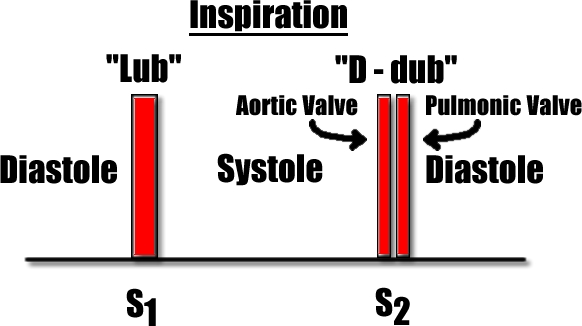 Inspiration
"Lub" "D - dub"
Aortic Valve Pulmonic Valve
Diastole Systole Diastole
S1 S2